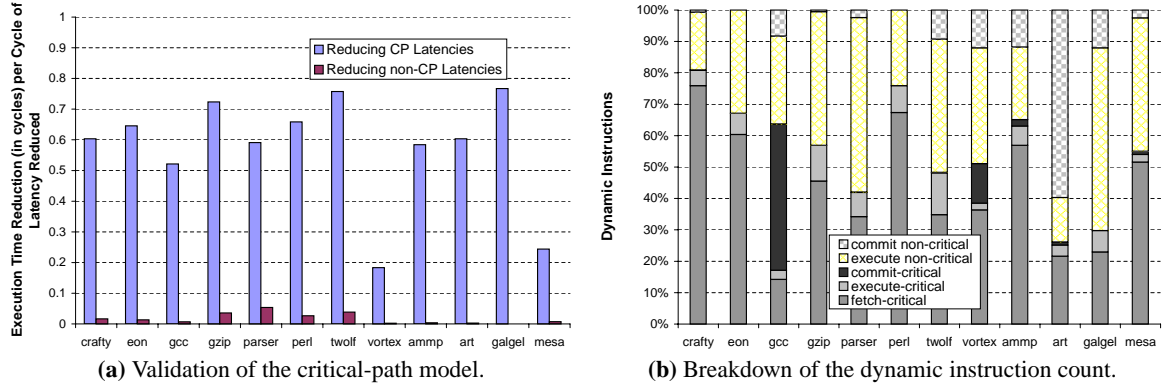 Execution Time Reduction (in cycles) per Cycle of
Latency Reduced
1
0.9
0.8
0.7
0.6
0.5
0.4
0.3
0.2
0.1
0
Reducing CP Latencies
Reducing non-CP Latencies
crafty eon gcc gzip parser perl twolf vortex ammp art galgel mesa
(a) Validation of the critical-path model.
Dynamic Instructions
100%
90%
80%
70%
60%
50%
40%
30%
20%
10%
0%
commit non-critical
execute non-critical
commit-critical
execute-critical
fetch-critical
crafty eon gcc gzip parser perl twolf vortex ammp art galgel mesa
(b) Breakdown of the dynamic instruction count.